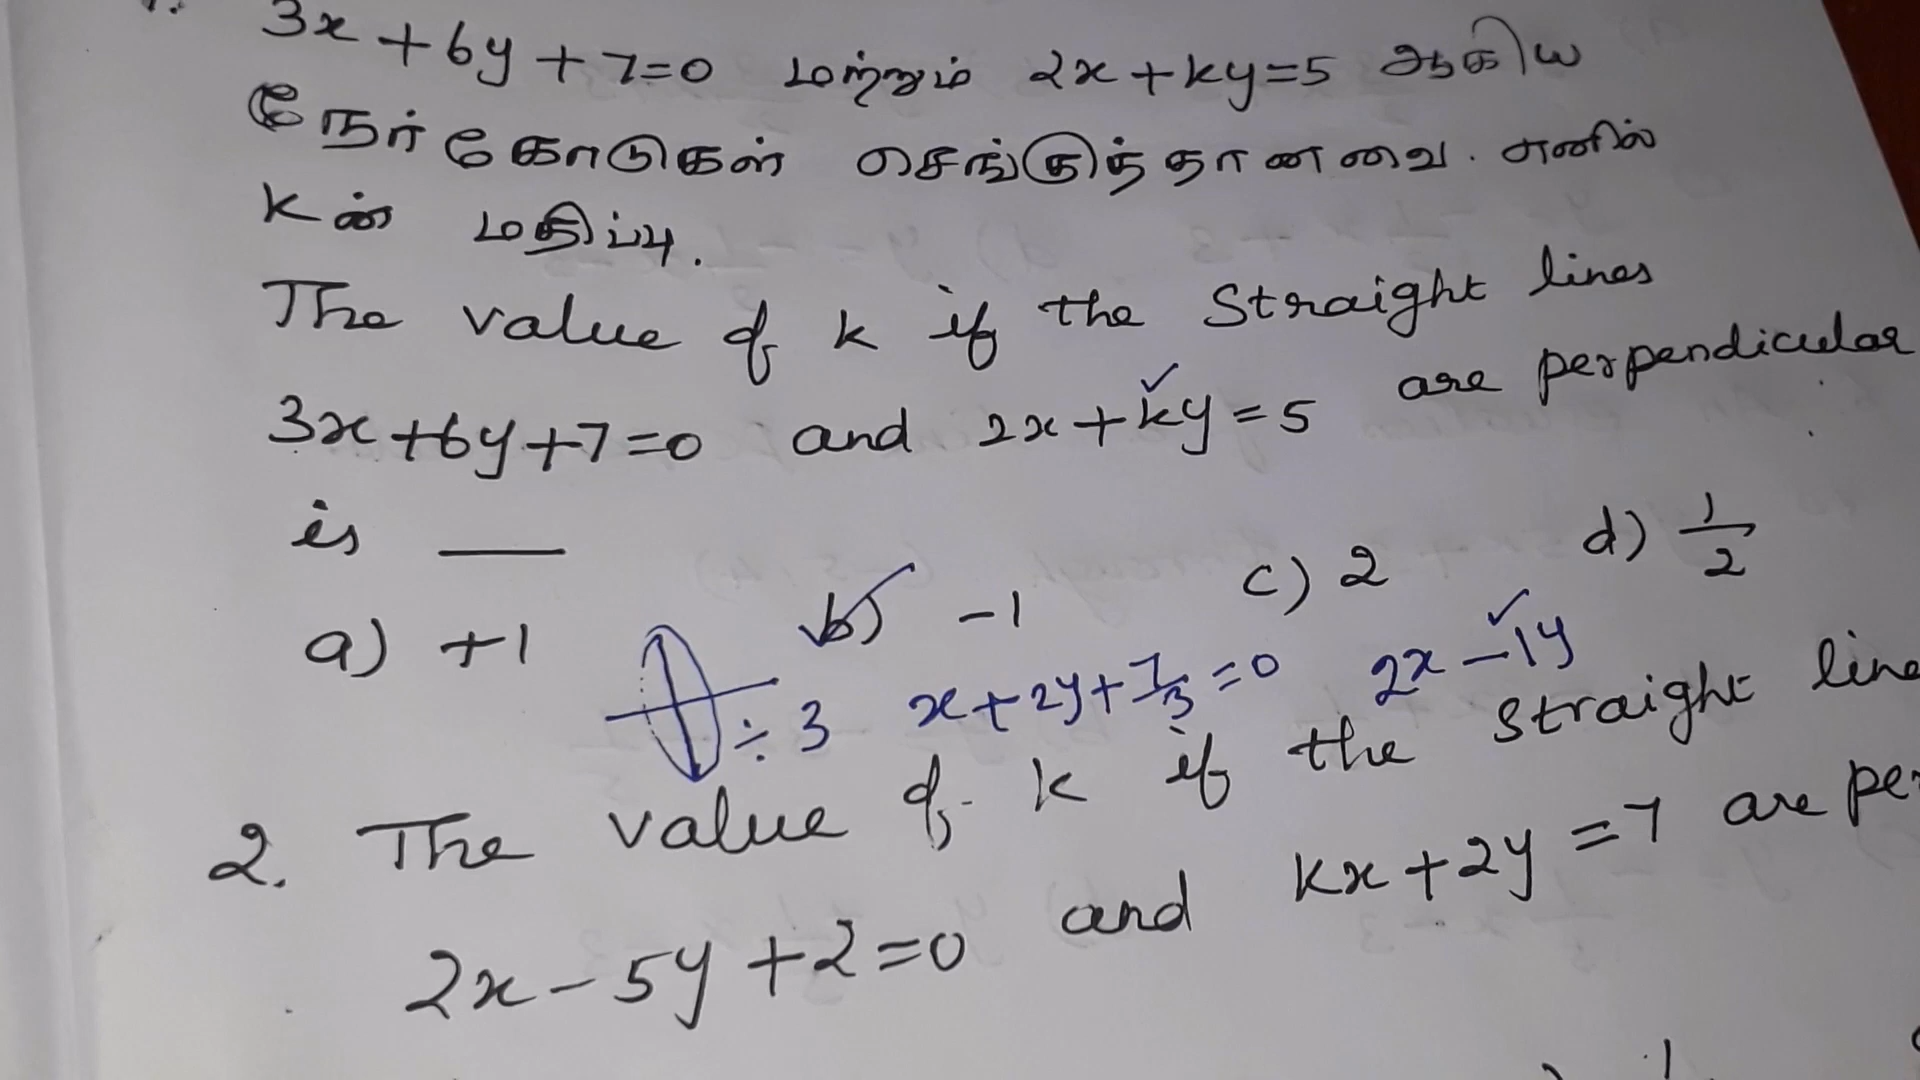 3x + 6y + 7 = 0 மற்றும் 2x + ky = 5 ஆகிய
நேர்கோடுகள் செங்குத்தானவை. எனில்
k ன் மதிப்பு.
The value of k if the straight lines
3x + 6y + 7 = 0 and 2x + ky = 5 are perpendicular
is ___
a) +1 b) -1 c) 2 d) 1/2
÷ 3 x + 2y + 7/3 = 0 2x - 1y
2. The value of k if the straight line
2x - 5y + 2 = 0 and kx + 2y = 7 are per